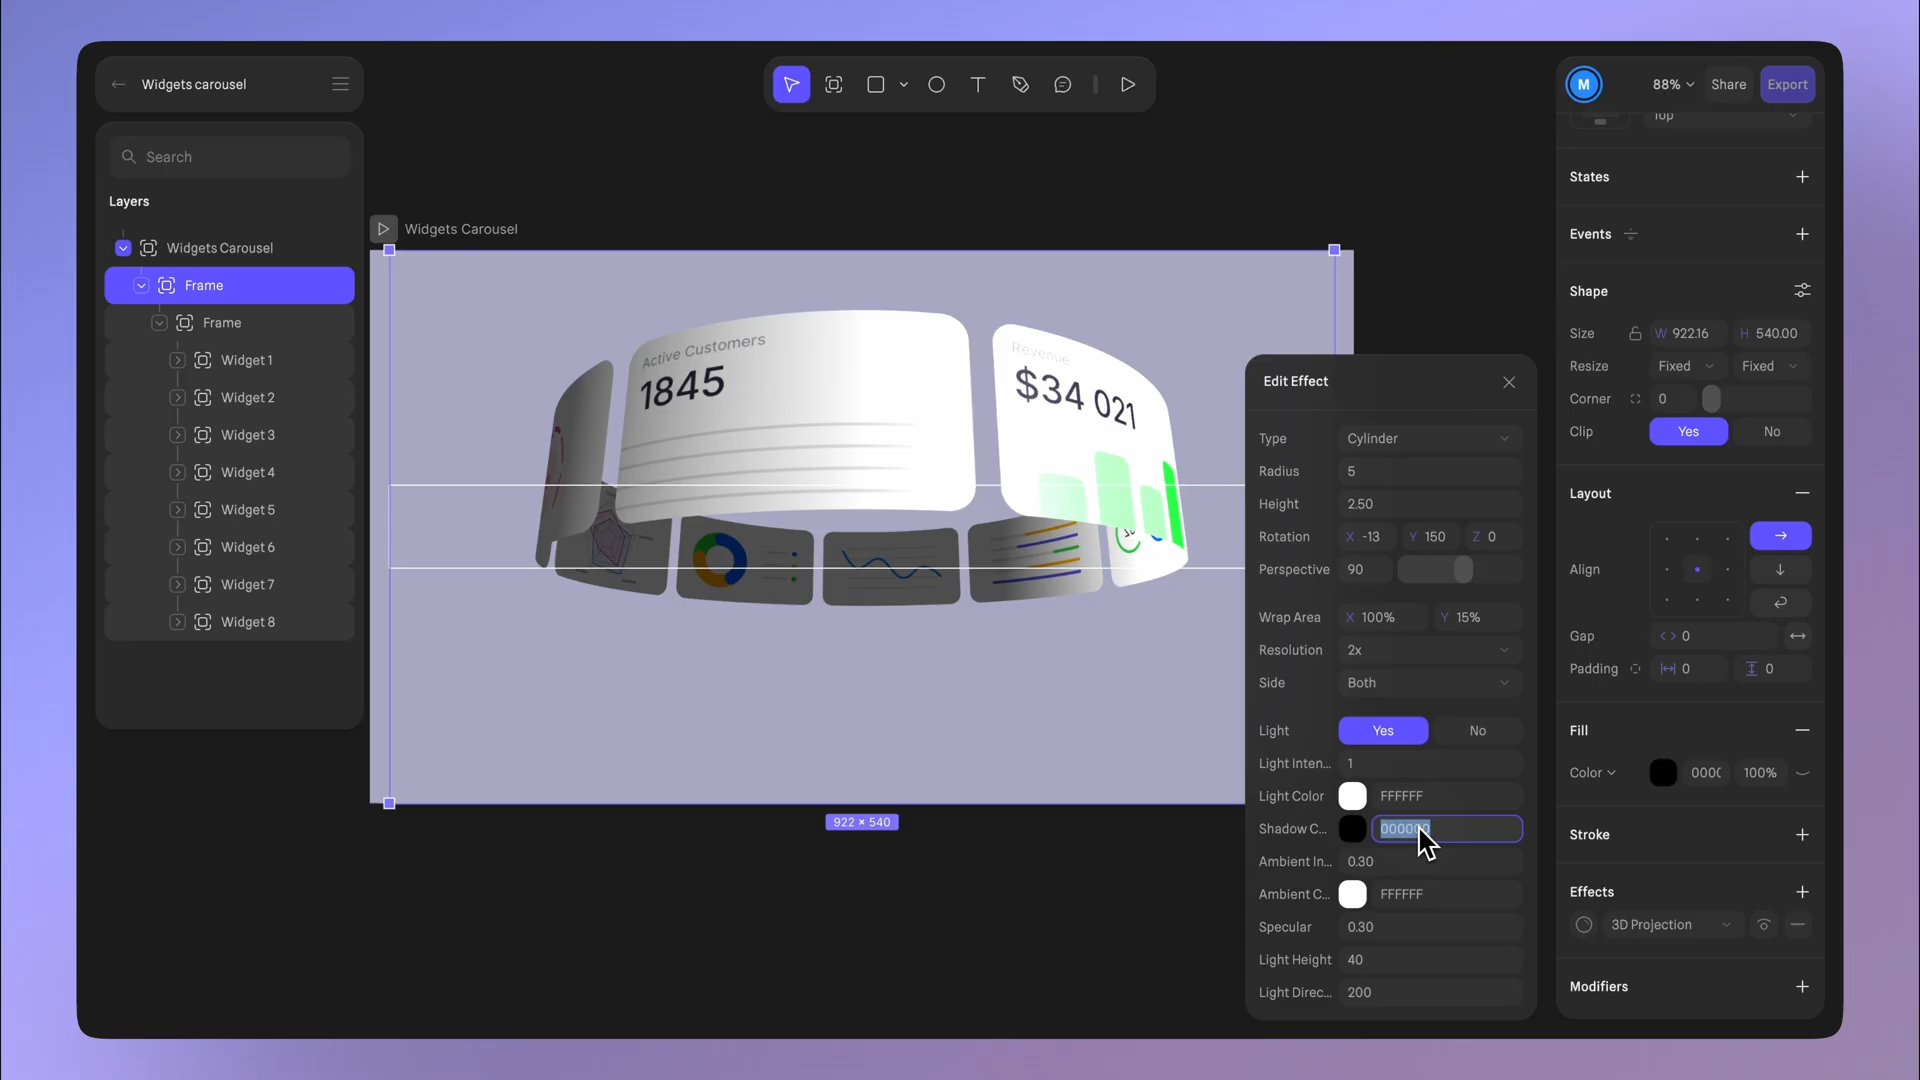 Widgets carousel
Search
Layers
Widgets Carousel
Frame
Frame
Widget 1
Widget 2
Widget 3
Widget 4
Widget 5
Widget 6
Widget 7
Widget 8
T
Widgets Carousel
Active Customers
1845
Revenue
$34 021
922 × 540
Edit Effect
Type Cylinder
Radius 5
Height 2.50
Rotation X -13 Y 150 Z 0
Perspective 90
Wrap Area X 100% Y 15%
Resolution 2x
Side Both
Light Yes No
Light Inten... 1
Light Color FFFFFF
Shadow C... 000000
Ambient In... 0.30
Ambient C... FFFFFF
Specular 0.30
Light Height 40
Light Direc... 200
M 88% Share Export
Top
States
Events
Shape
Size W 922.16 H 540.00
Resize Fixed Fixed
Corner 0
Clip Yes No
Layout
Align
Gap 0
Padding 0 0
Fill
Color 000( 100%
Stroke
Effects
3D Projection
Modifiers